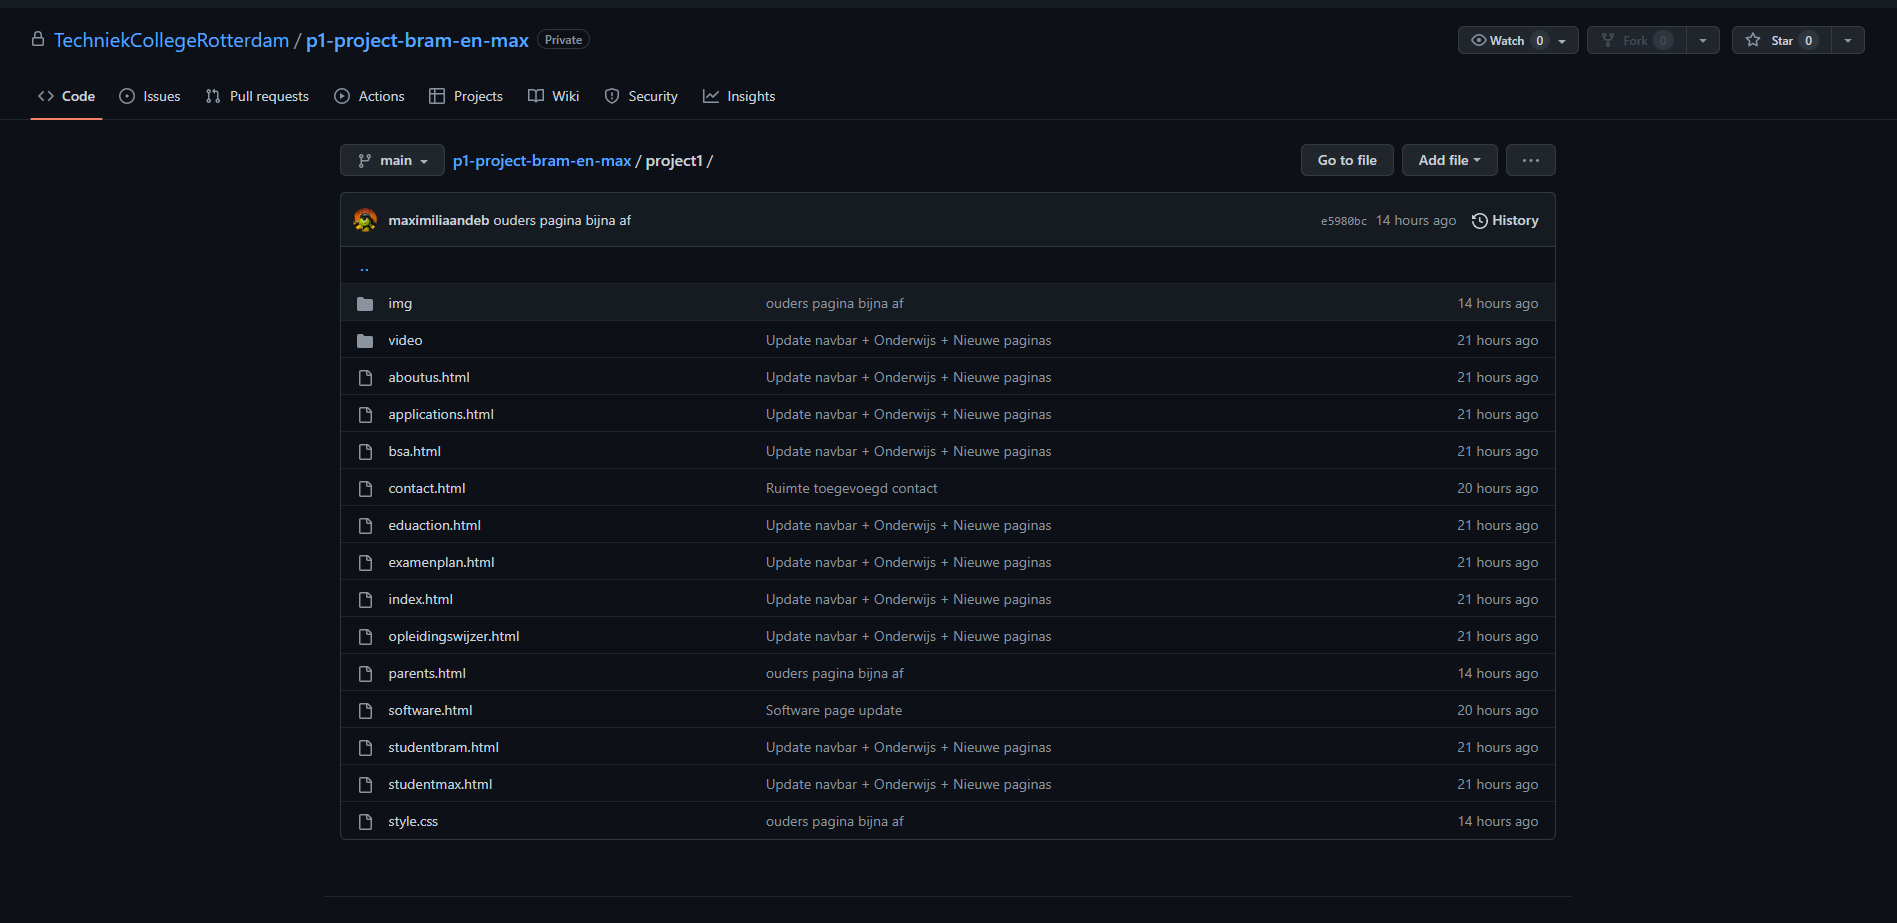 TechniekCollegeRotterdam / p1-project-bram-en-max Private
Watch 0 Fork 0 Star 0
Code Issues Pull requests Actions Projects Wiki Security Insights
main p1-project-bram-en-max / project1 / Go to file Add file ...
maximiliaandeb ouders pagina bijna af e5980bc 14 hours ago History
..
img ouders pagina bijna af 14 hours ago
video Update navbar + Onderwijs + Nieuwe paginas 21 hours ago
aboutus.html Update navbar + Onderwijs + Nieuwe paginas 21 hours ago
applications.html Update navbar + Onderwijs + Nieuwe paginas 21 hours ago
bsa.html Update navbar + Onderwijs + Nieuwe paginas 21 hours ago
contact.html Ruimte toegevoegd contact 20 hours ago
eduaction.html Update navbar + Onderwijs + Nieuwe paginas 21 hours ago
examenplan.html Update navbar + Onderwijs + Nieuwe paginas 21 hours ago
index.html Update navbar + Onderwijs + Nieuwe paginas 21 hours ago
opleidingswijzer.html Update navbar + Onderwijs + Nieuwe paginas 21 hours ago
parents.html ouders pagina bijna af 14 hours ago
software.html Software page update 20 hours ago
studentbram.html Update navbar + Onderwijs + Nieuwe paginas 21 hours ago
studentmax.html Update navbar + Onderwijs + Nieuwe paginas 21 hours ago
style.css ouders pagina bijna af 14 hours ago